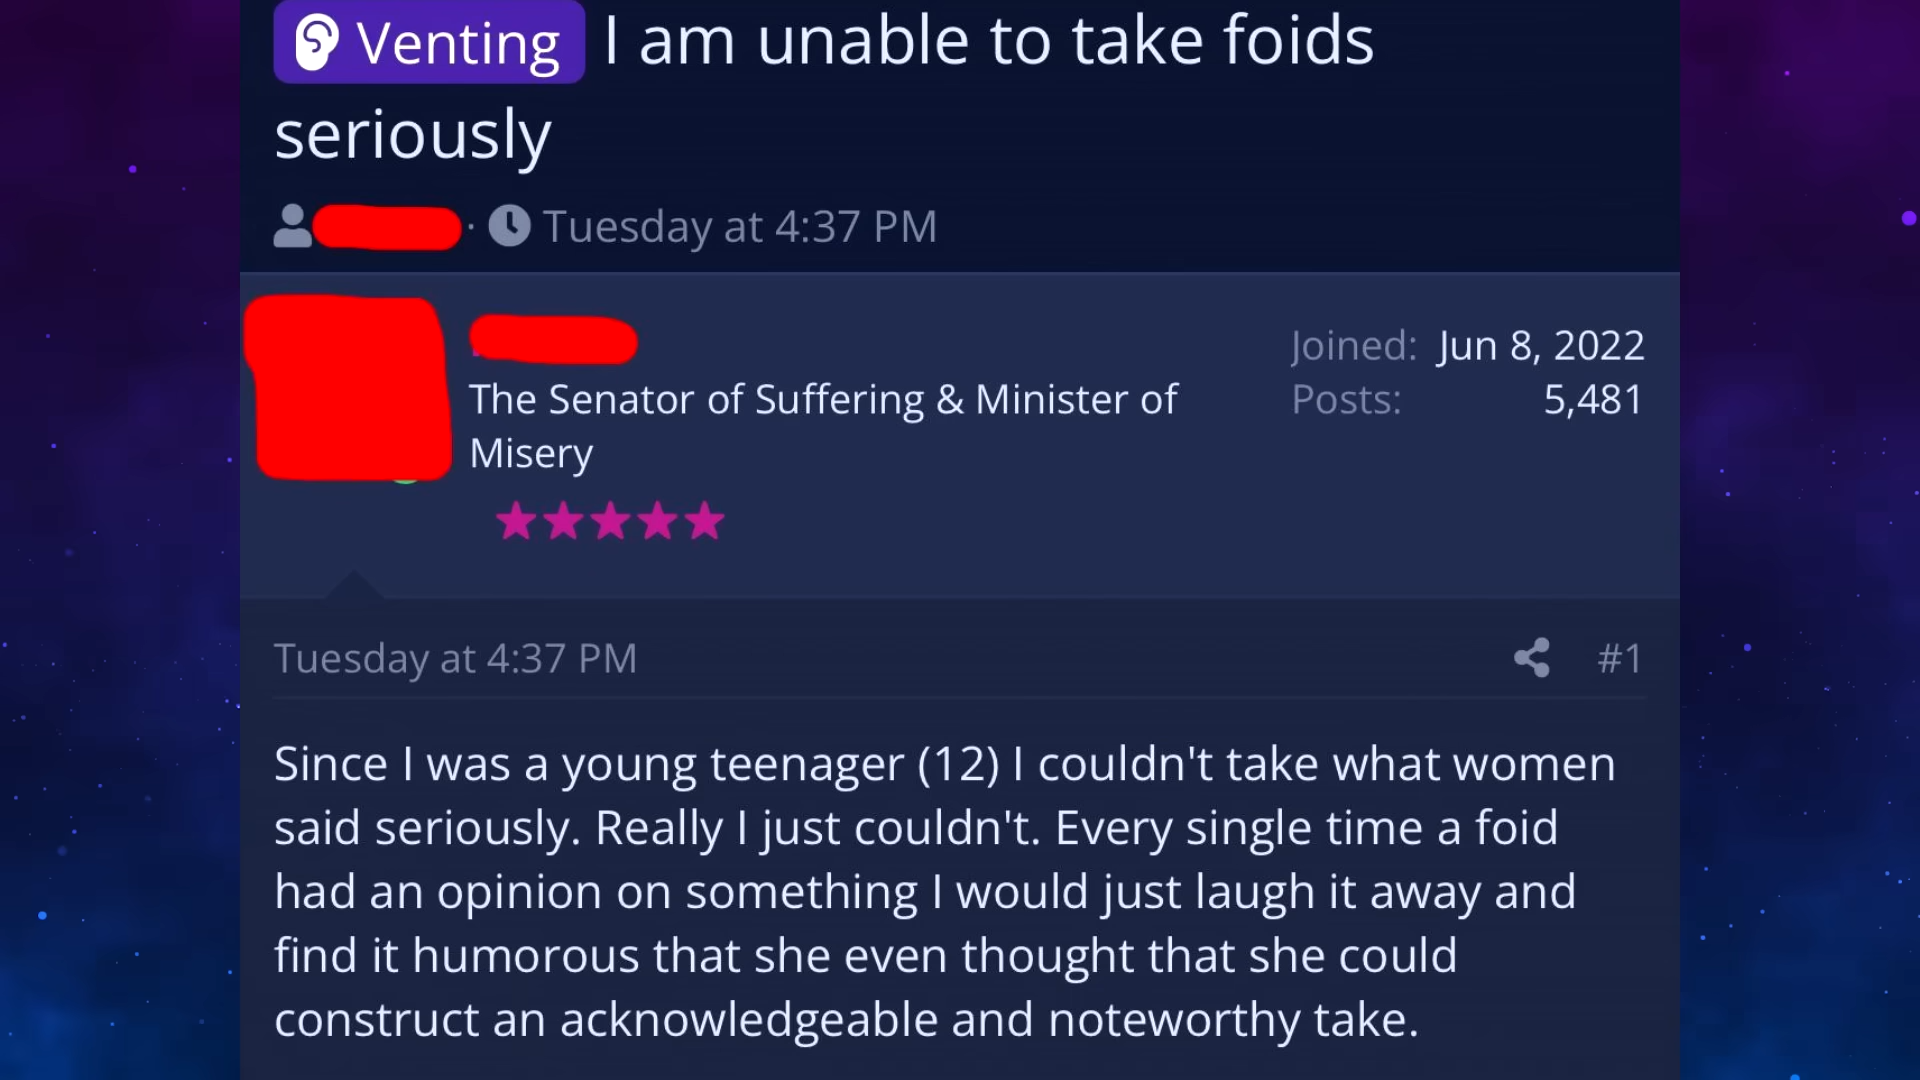 Venting I am unable to take foids
seriously
· Tuesday at 4:37 PM
Joined: Jun 8, 2022
The Senator of Suffering & Minister of
Misery
Posts: 5,481
Tuesday at 4:37 PM #1
Since I was a young teenager (12) I couldn't take what women
said seriously. Really I just couldn't. Every single time a foid
had an opinion on something I would just laugh it away and
find it humorous that she even thought that she could
construct an acknowledgeable and noteworthy take.